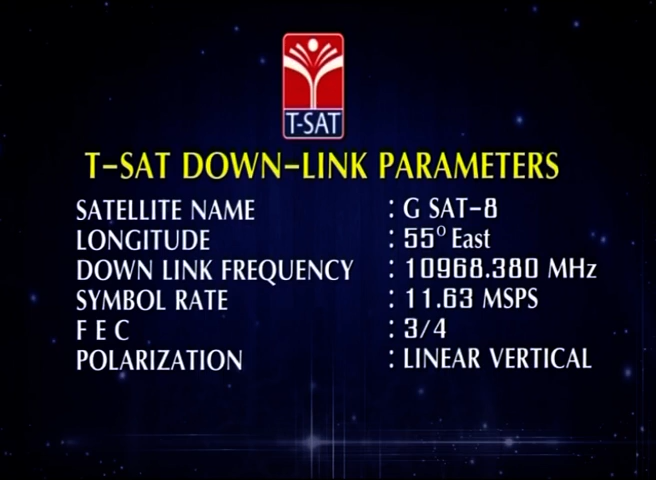 T-SAT
T-SAT DOWN-LINK PARAMETERS
SATELLITE NAME : G SAT-8
LONGITUDE : 55° East
DOWN LINK FREQUENCY : 10968.380 MHz
SYMBOL RATE : 11.63 MSPS
F E C : 3/4
POLARIZATION : LINEAR VERTICAL